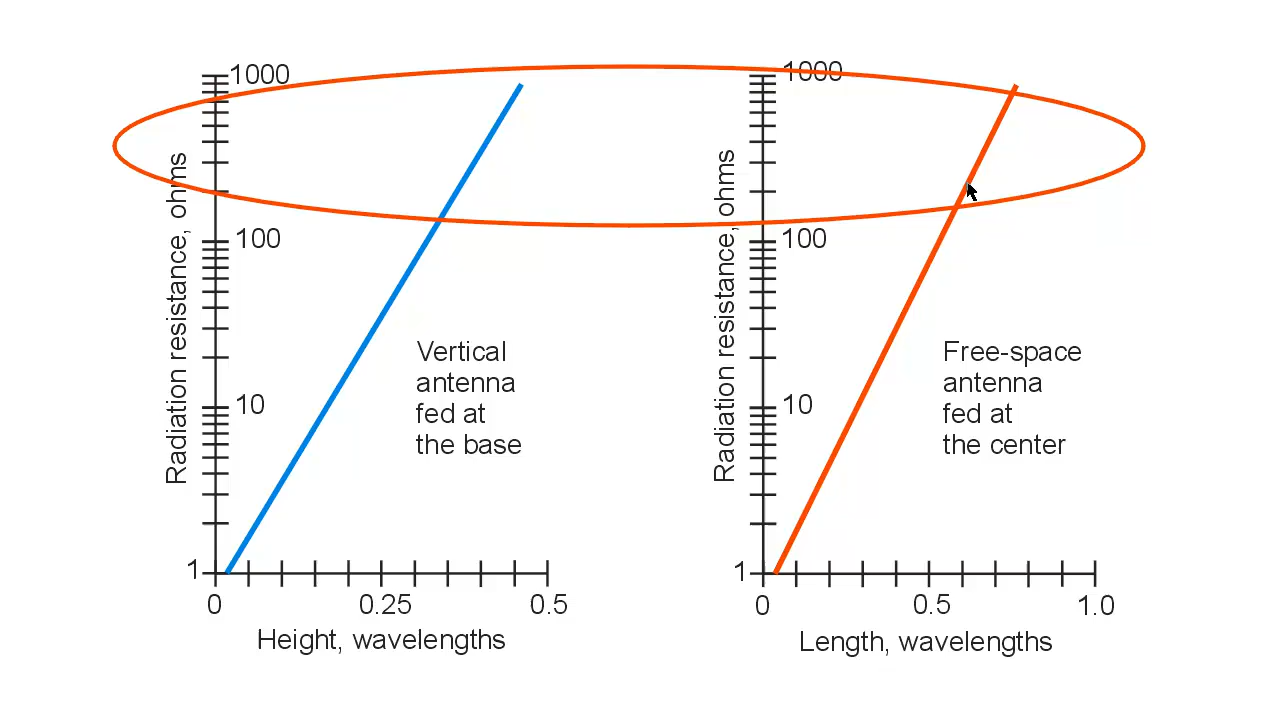 1000
100
10
1
0
0.25
0.5
Radiation resistance, ohms
Height, wavelengths
Vertical
antenna
fed at
the base
1000
100
10
1
0
0.5
1.0
Radiation resistance, ohms
Length, wavelengths
Free-space
antenna
fed at
the center